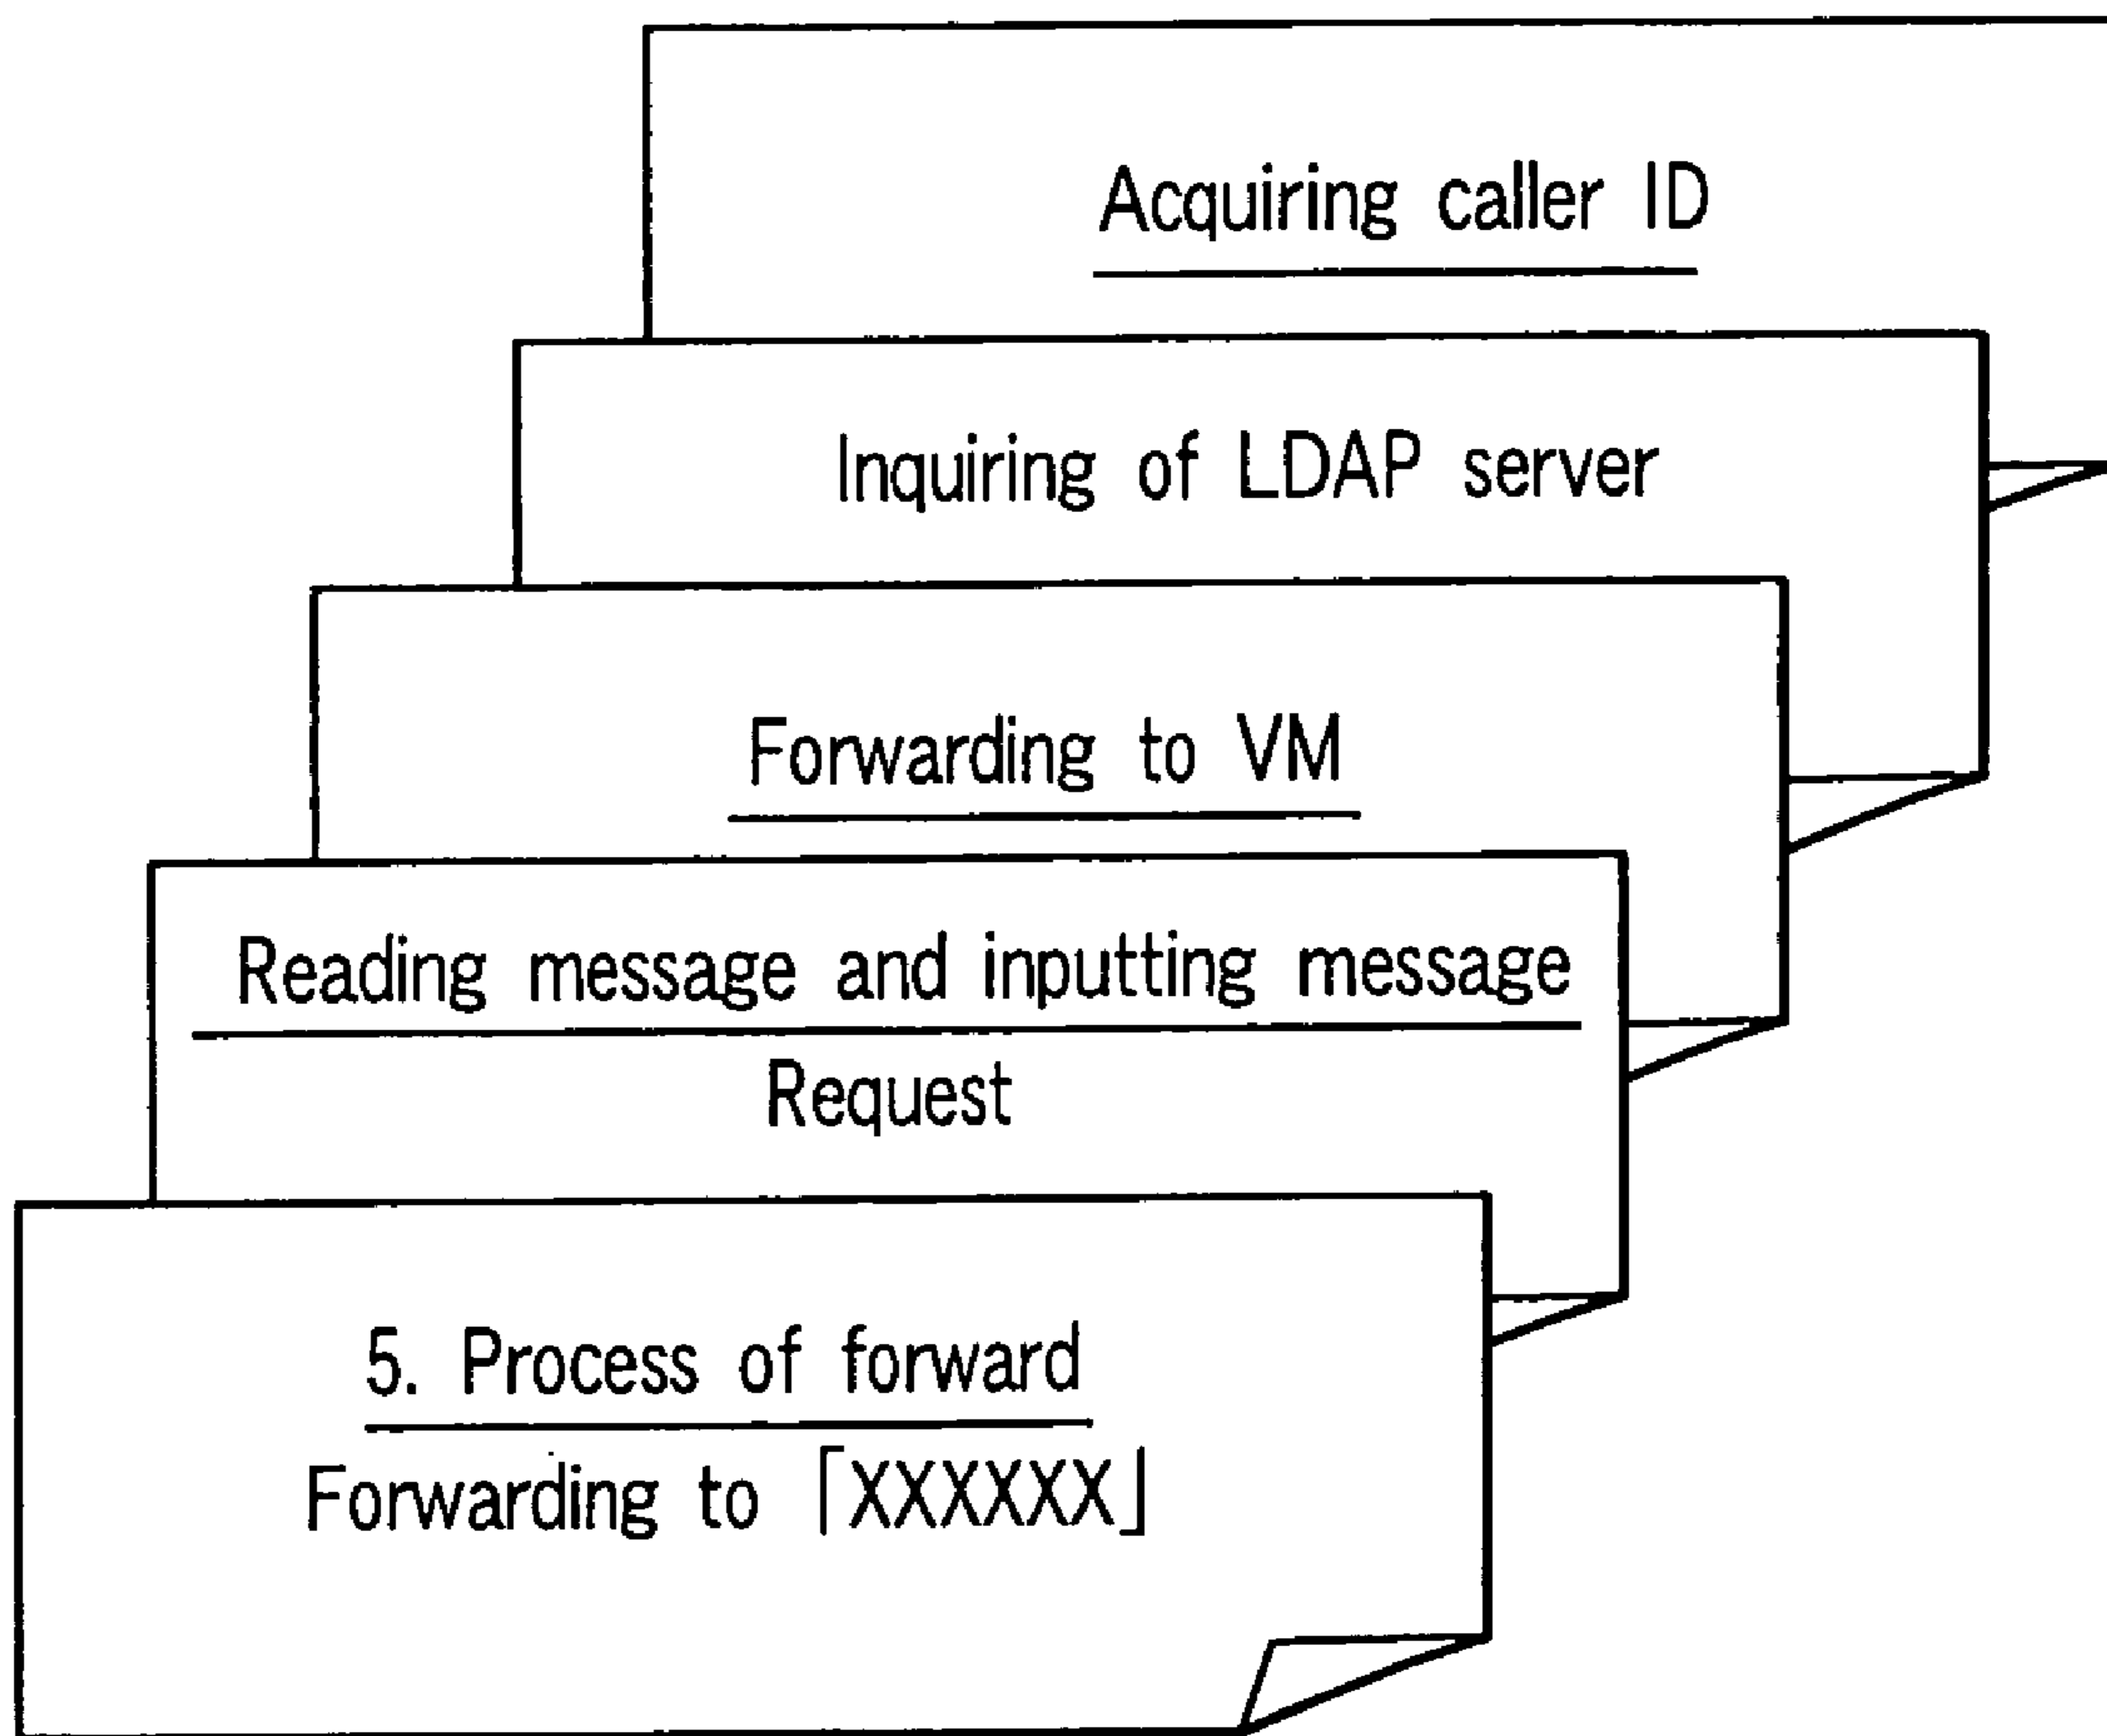 Acquiring caller ID
Inquiring of LDAP server
Forwarding to VM
Reading message and inputting message
Request
5. Process of forward
Forwarding to ｢XXXXXX｣